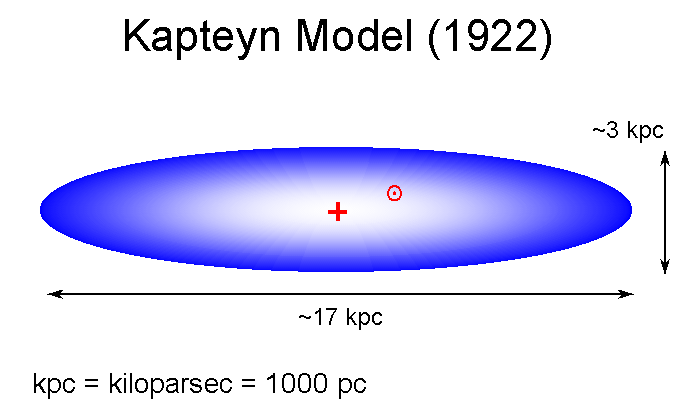 Kapteyn Model (1922)
~3 kpc
~17 kpc
kpc = kiloparsec = 1000 pc